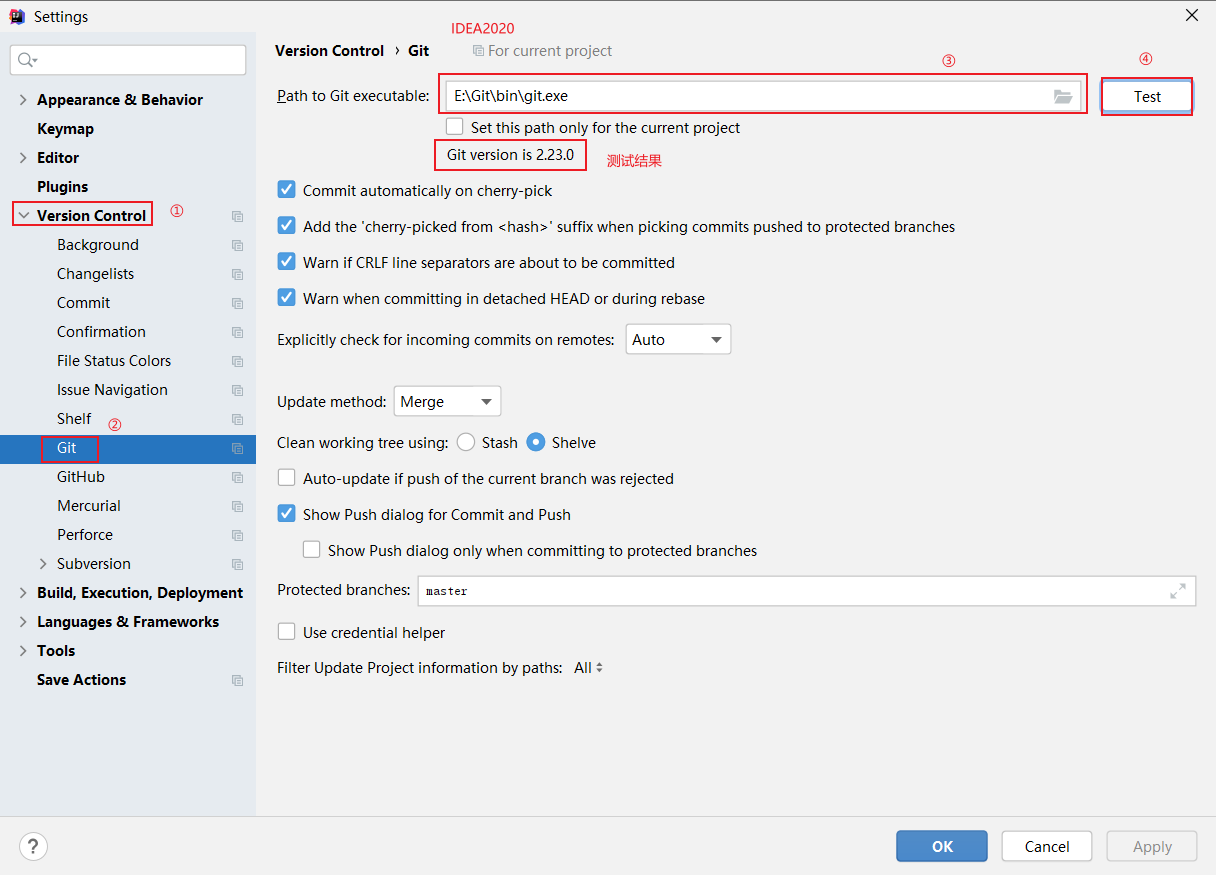 Settings
IDEA2020
Version Control › Git
For current project
Appearance & Behavior
Keymap
Editor
Plugins
Version Control
①
Background
Changelists
Commit
Confirmation
File Status Colors
Issue Navigation
Shelf
②
Git
GitHub
Mercurial
Perforce
Subversion
Build, Execution, Deployment
Languages & Frameworks
Tools
Save Actions
③
④
Path to Git executable: E:\Git\bin\git.exe
Test
Set this path only for the current project
Git version is 2.23.0
测试结果
Commit automatically on cherry-pick
Add the 'cherry-picked from <hash>' suffix when picking commits pushed to protected branches
Warn if CRLF line separators are about to be committed
Warn when committing in detached HEAD or during rebase
Explicitly check for incoming commits on remotes: Auto
Update method: Merge
Clean working tree using: Stash Shelve
Auto-update if push of the current branch was rejected
Show Push dialog for Commit and Push
Show Push dialog only when committing to protected branches
Protected branches: master
Use credential helper
Filter Update Project information by paths: All
?
OK
Cancel
Apply